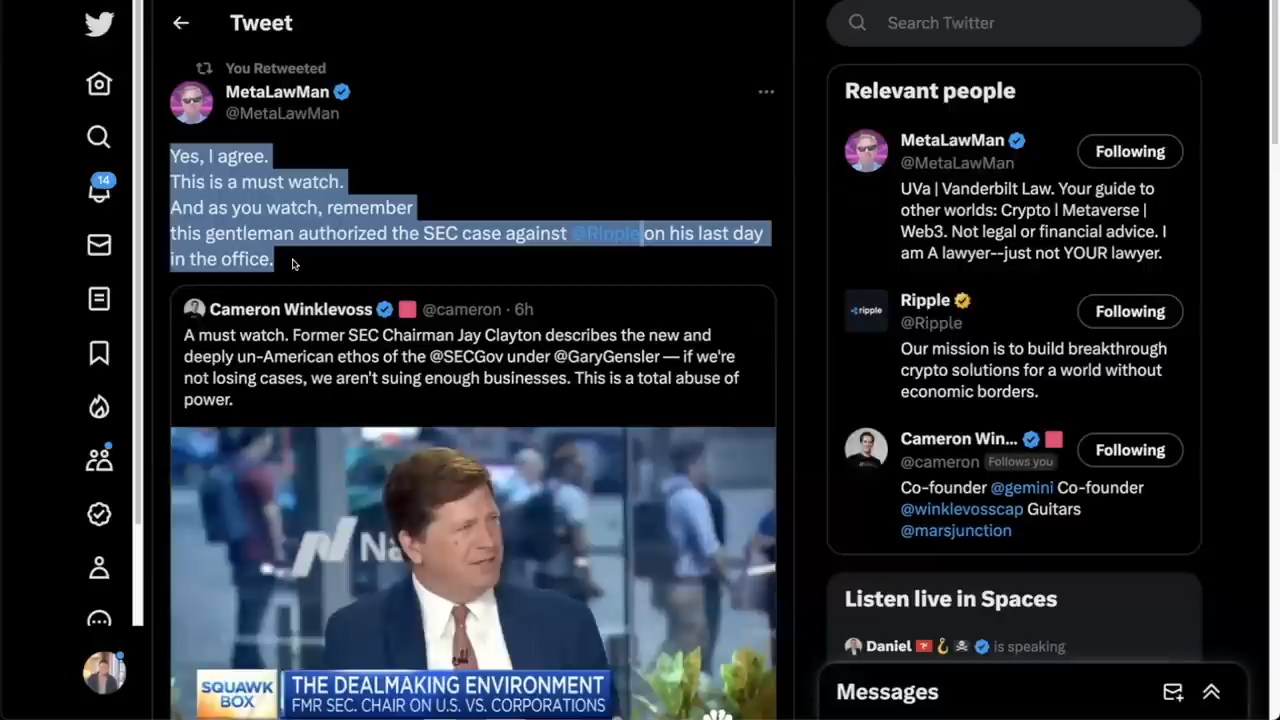 Tweet
Search Twitter
You Retweeted
MetaLawMan
@MetaLawMan
Yes, I agree.
This is a must watch.
And as you watch, remember
this gentleman authorized the SEC case against @Ripple on his last day
in the office.
Cameron Winklevoss @cameron · 6h
A must watch. Former SEC Chairman Jay Clayton describes the new and
deeply un-American ethos of the @SECGov under @GaryGensler — if we're
not losing cases, we aren't suing enough businesses. This is a total abuse of
power.
Na
SQUAWK
BOX
THE DEALMAKING ENVIRONMENT
FMR SEC. CHAIR ON U.S. VS. CORPORATIONS
14
Relevant people
MetaLawMan
@MetaLawMan
Following
UVa | Vanderbilt Law. Your guide to
other worlds: Crypto | Metaverse |
Web3. Not legal or financial advice. I
am A lawyer--just not YOUR lawyer.
ripple
Ripple
@Ripple
Following
Our mission is to build breakthrough
crypto solutions for a world without
economic borders.
Cameron Win...
@cameron Follows you
Following
Co-founder @gemini Co-founder
@winklevosscap Guitars
@marsjunction
Listen live in Spaces
Daniel is speaking
Messages